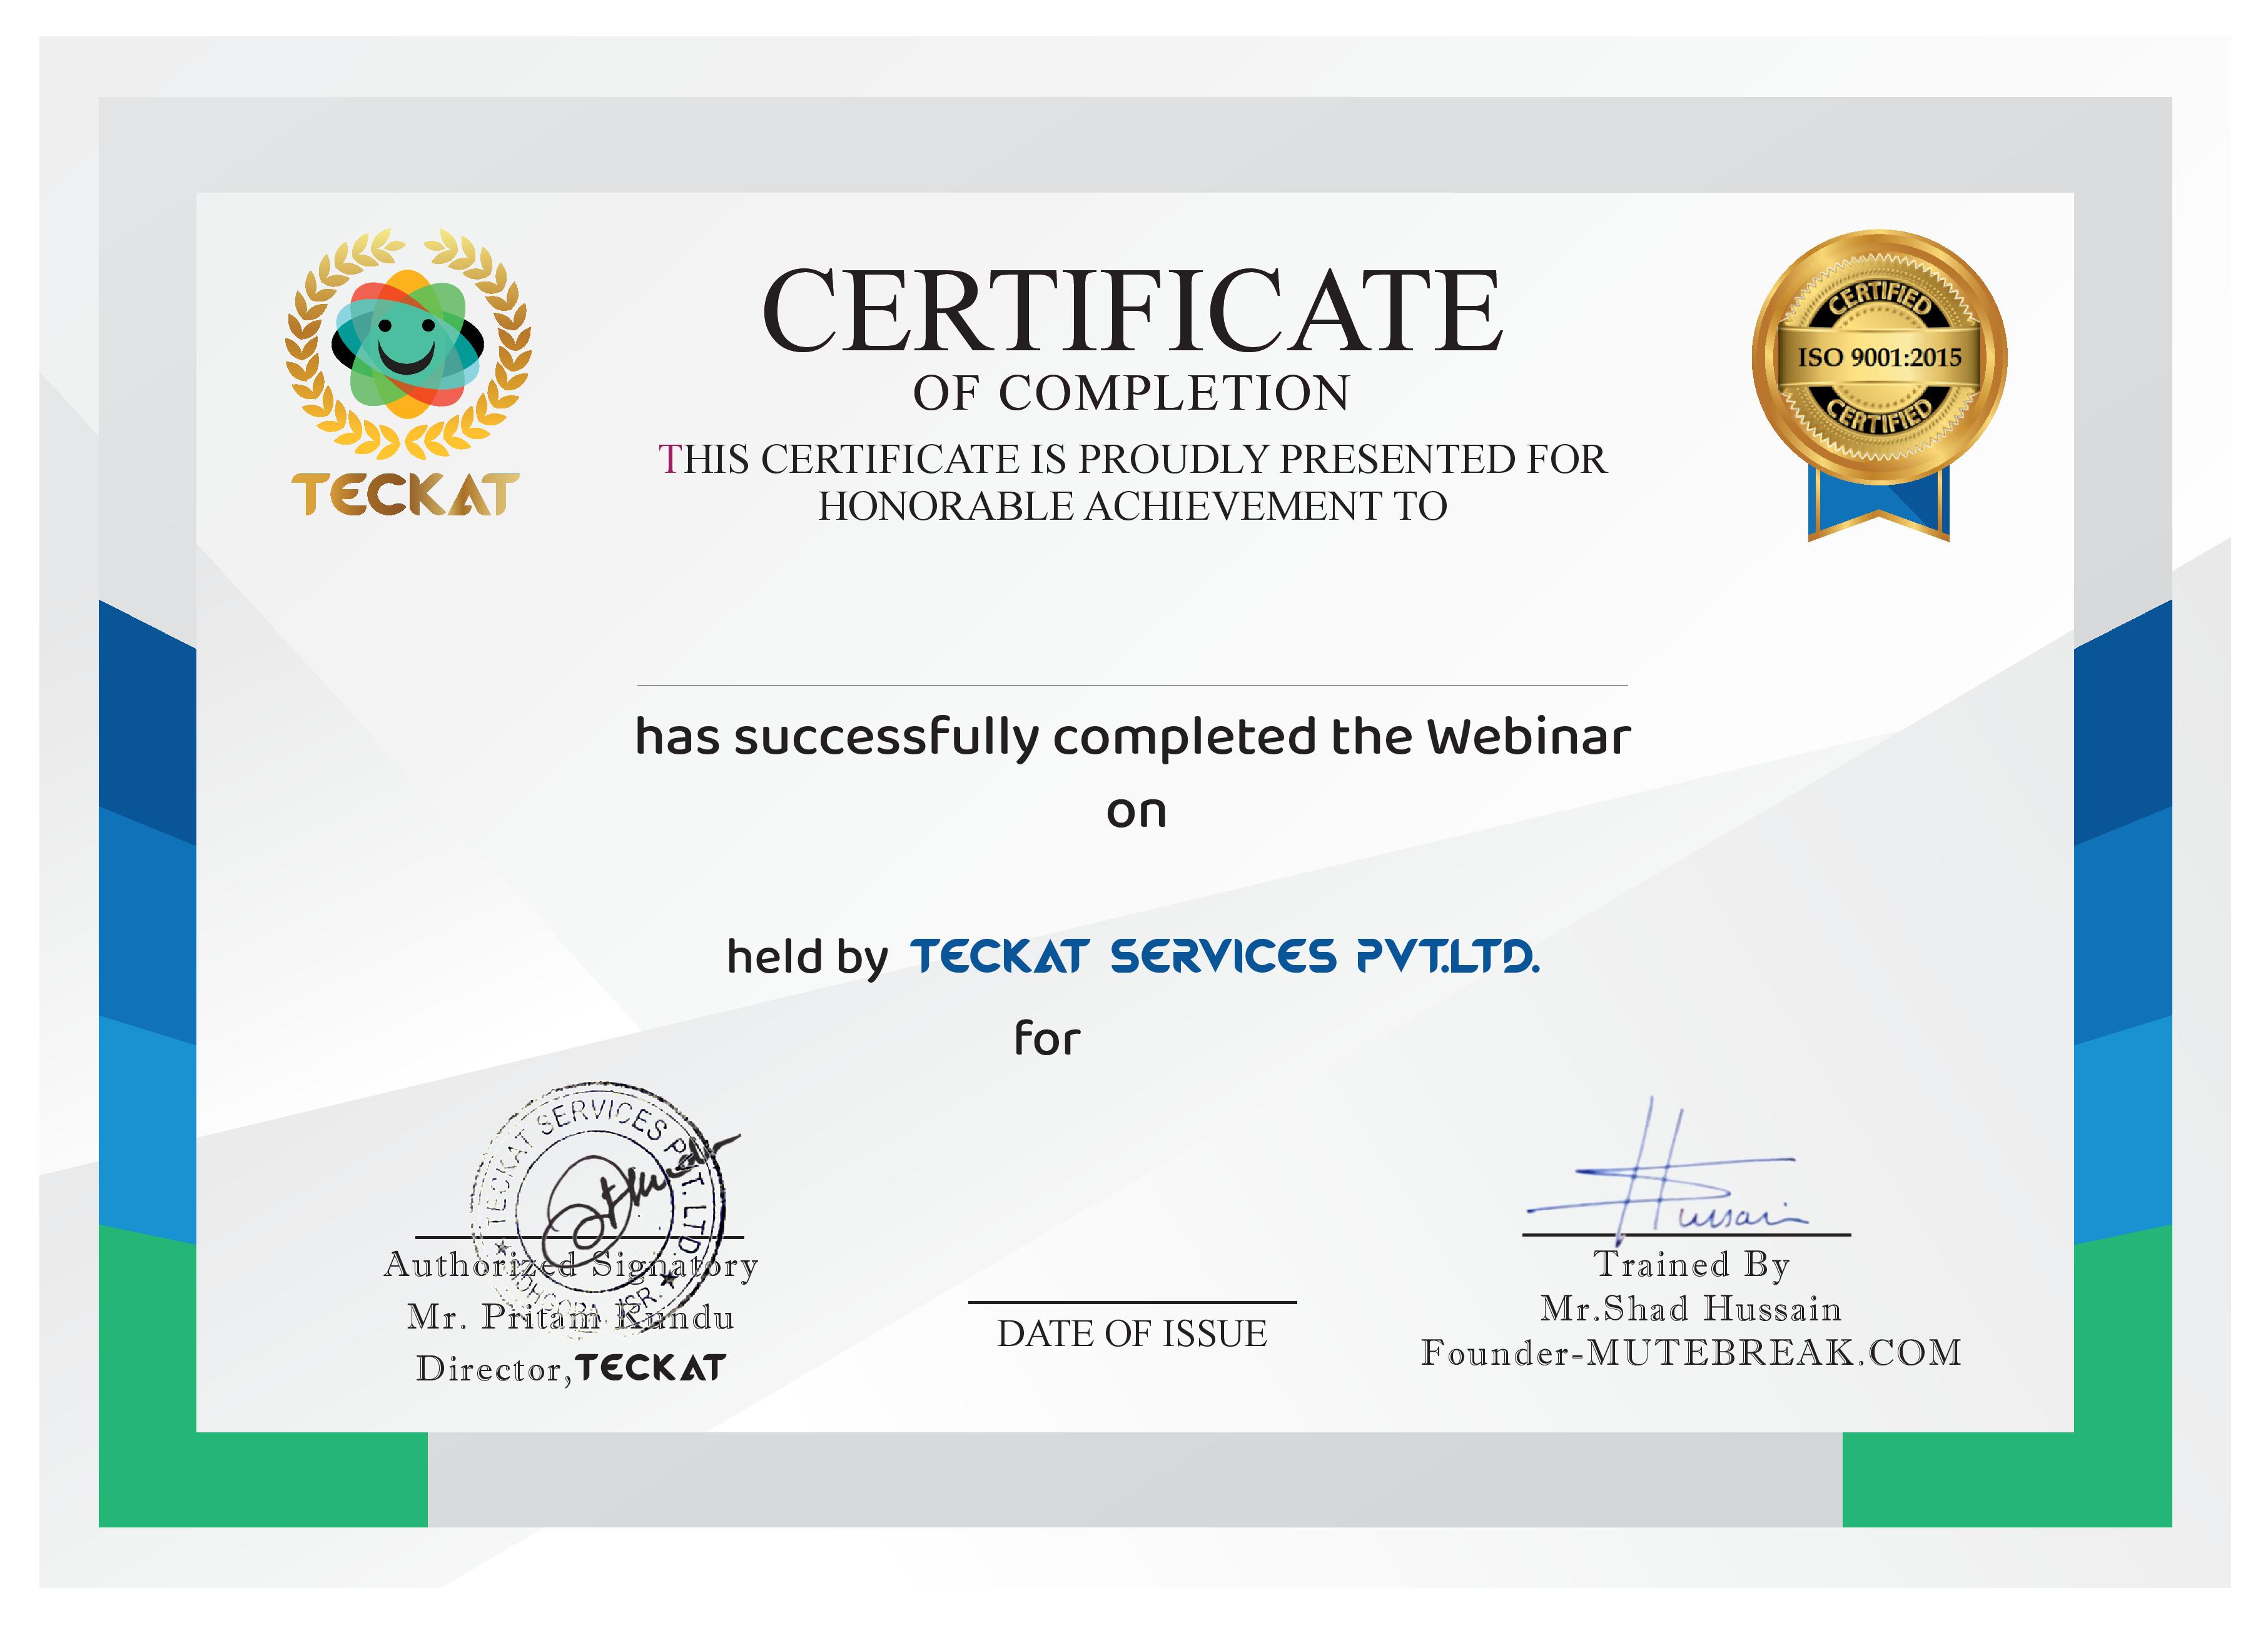 TECKAT
CERTIFICATE
OF COMPLETION
THIS CERTIFICATE IS PROUDLY PRESENTED FOR
HONORABLE ACHIEVEMENT TO
CERTIFIED
ISO 9001:2015
CERTIFIED
has successfully completed the Webinar
on
held by TECKAT SERVICES PVT.LTD.
for
TECKAT SERVICES PVT. LTD.
JSR.
Authorized Signatory
Mr. Pritam Kundu
Director,TECKAT
DATE OF ISSUE
Hussain
Trained By
Mr.Shad Hussain
Founder-MUTEBREAK.COM